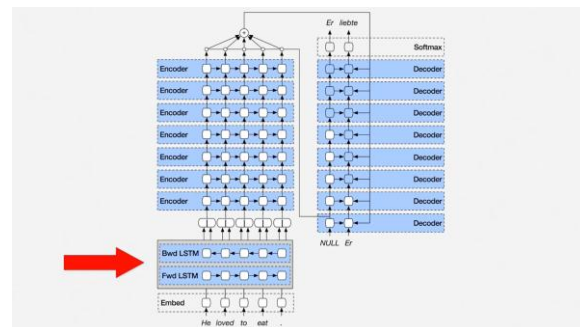 Er liebte
Softmax
Encoder
Encoder
Encoder
Encoder
Encoder
Encoder
Encoder
Decoder
Decoder
Decoder
Decoder
Decoder
Decoder
Decoder
Decoder
NULL Er
Bwd LSTM
Fwd LSTM
Embed
He loved to eat .